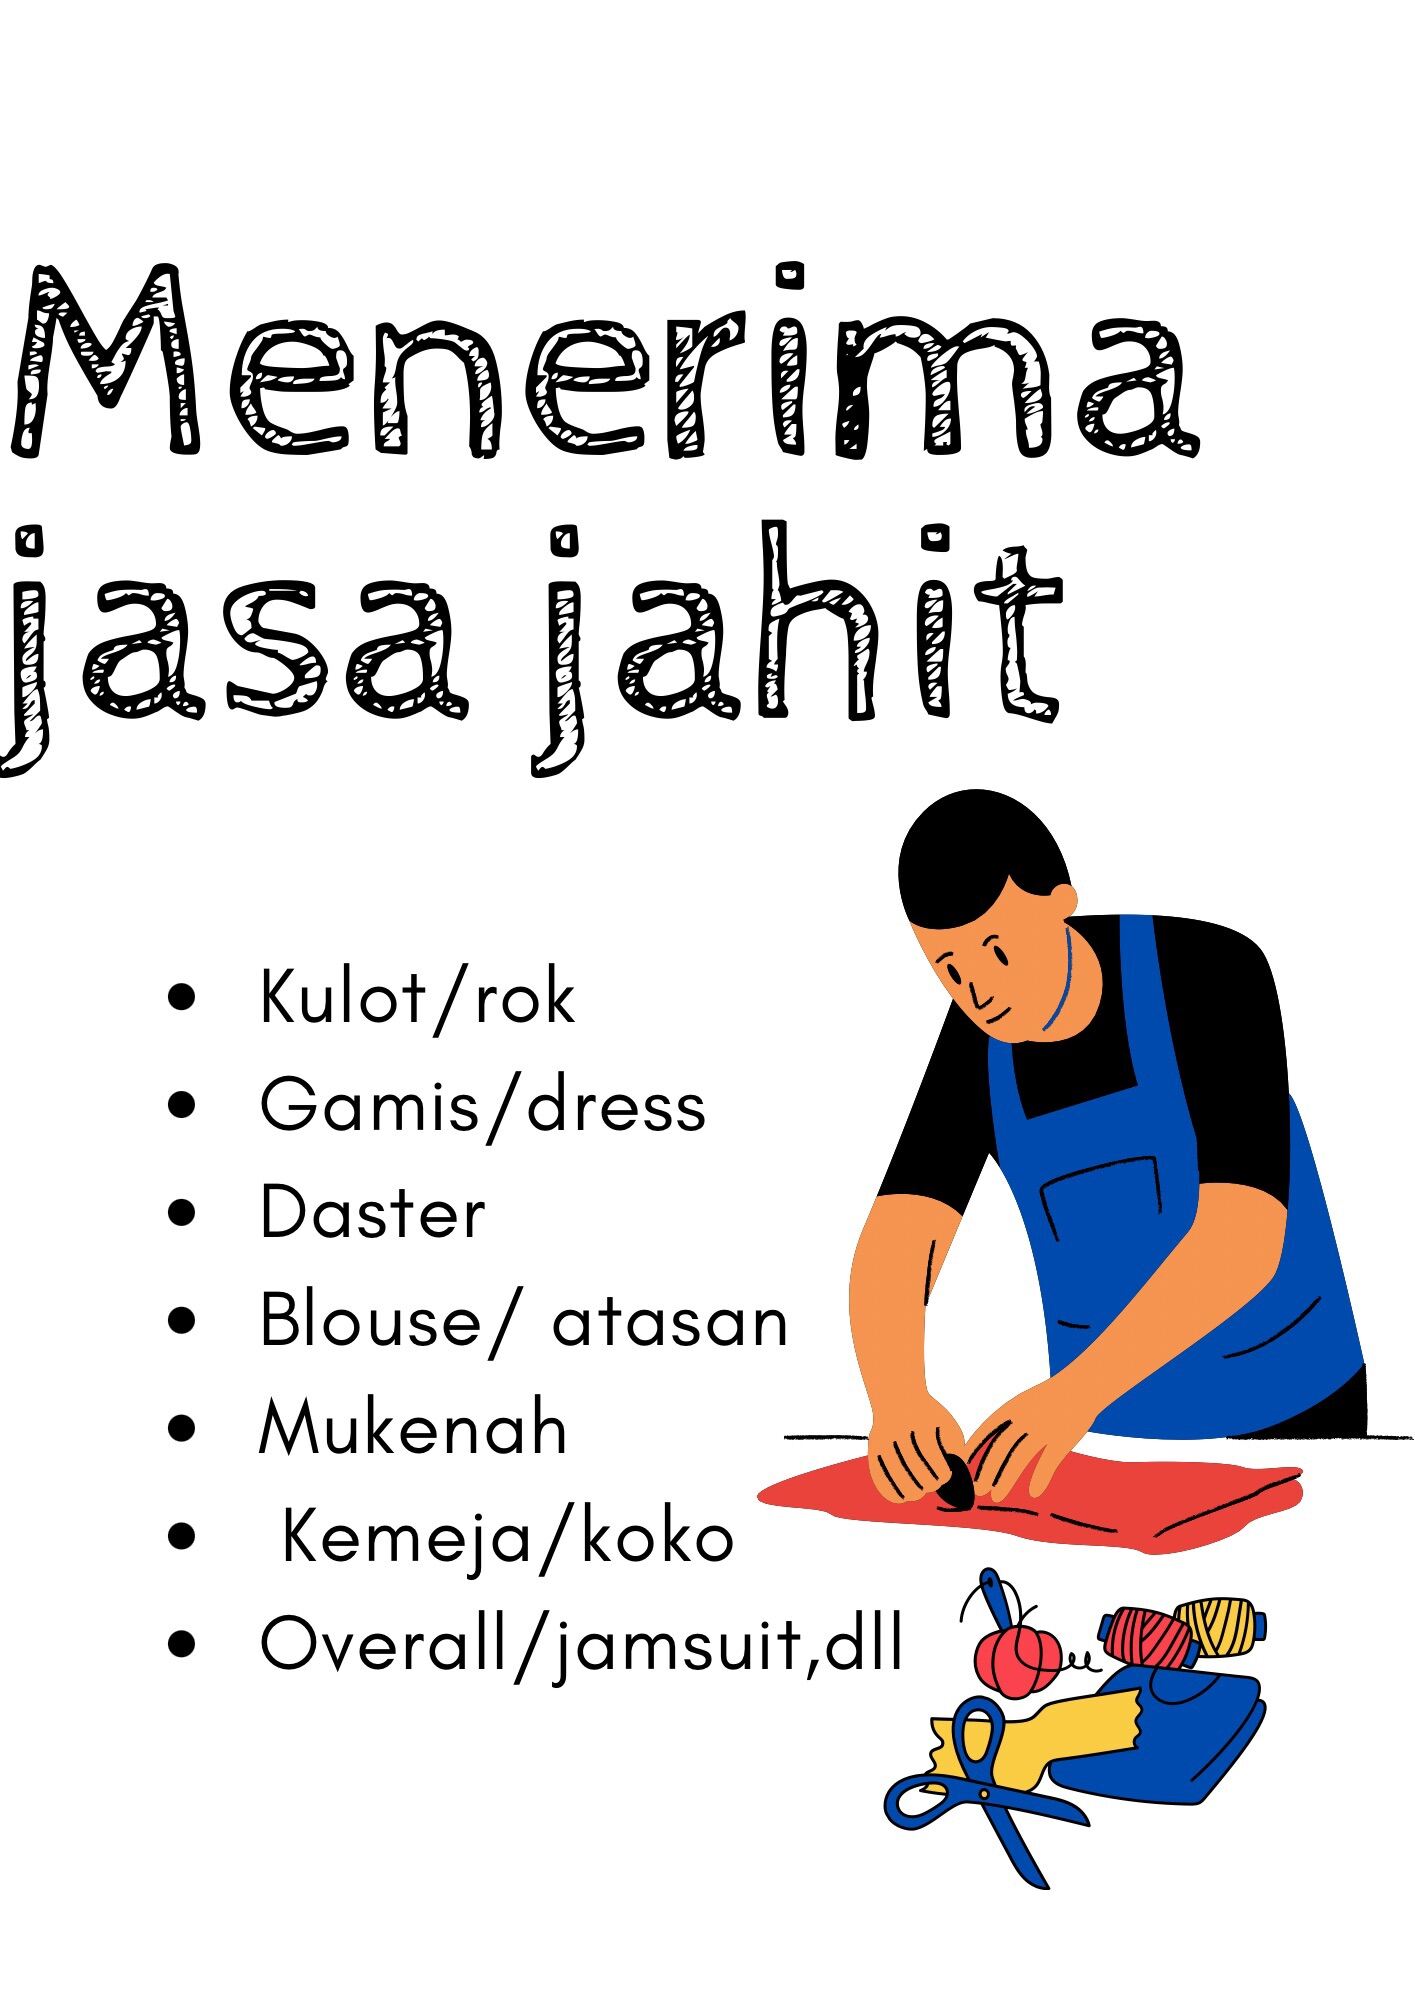 Menerima
jasa jahit
• Kulot/rok
• Gamis/dress
• Daster
• Blouse/ atasan
• Mukenah
• Kemeja/koko
• Overall/jamsuit,dll